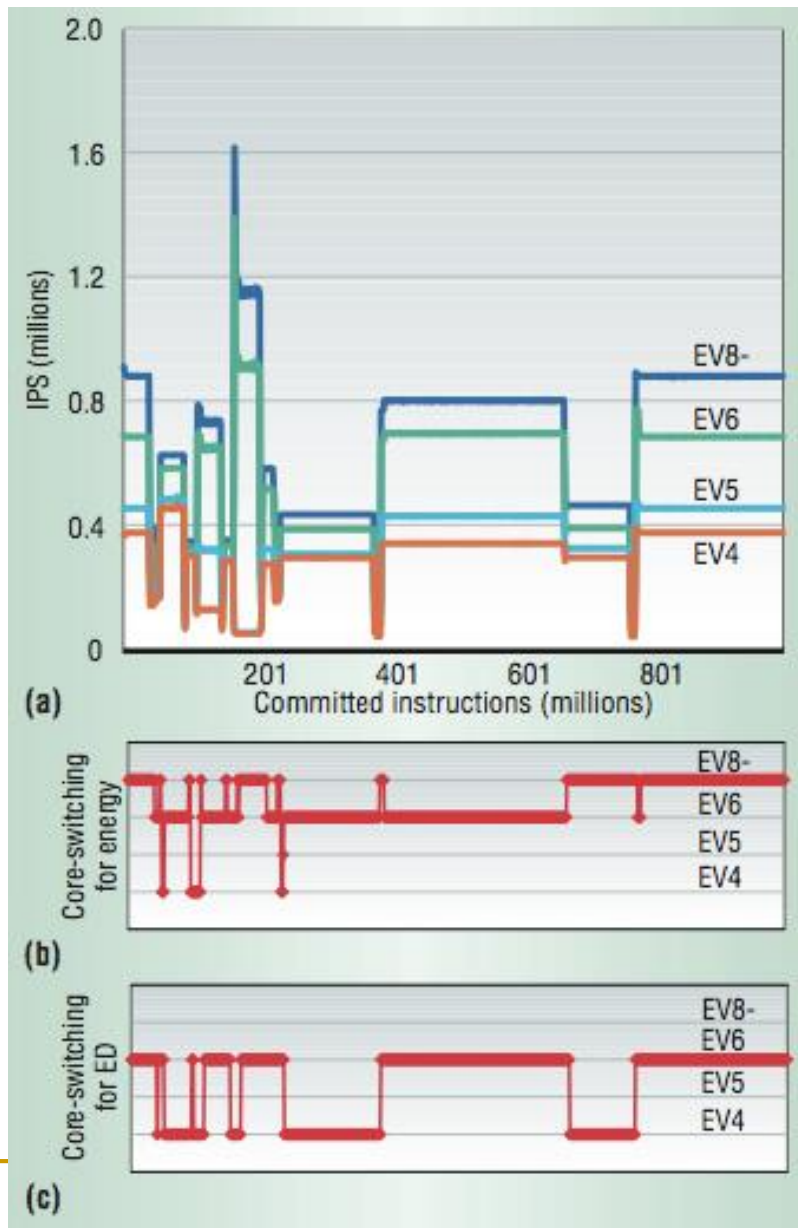 2.0
1.6
1.2
0.8
0.4
0
IPS (millions)
EV8-
EV6
EV5
EV4
201 401 601 801
Committed instructions (millions)
(a)
Core-switching
for energy
EV8-
EV6
EV5
EV4
(b)
Core-switching
for ED
EV8-
EV6
EV5
EV4
(c)